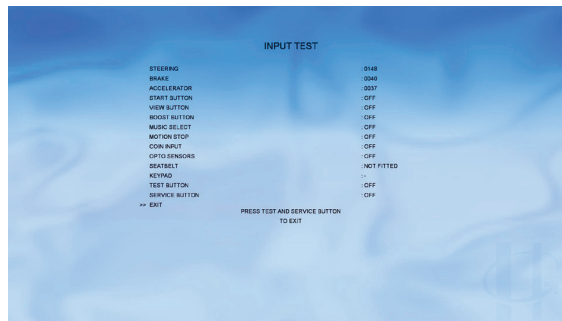 INPUT TEST
STEERING : 0148
BRAKE : 0040
ACCELERATOR : 0037
START BUTTON : OFF
VIEW BUTTON : OFF
BOOST BUTTON : OFF
MUSIC SELECT : OFF
MOTION STOP : OFF
COIN INPUT : OFF
OPTO SENSORS : OFF
SEATBELT : NOT FITTED
KEYPAD : -
TEST BUTTON : OFF
SERVICE BUTTON : OFF
>> EXIT
PRESS TEST AND SERVICE BUTTON
TO EXIT